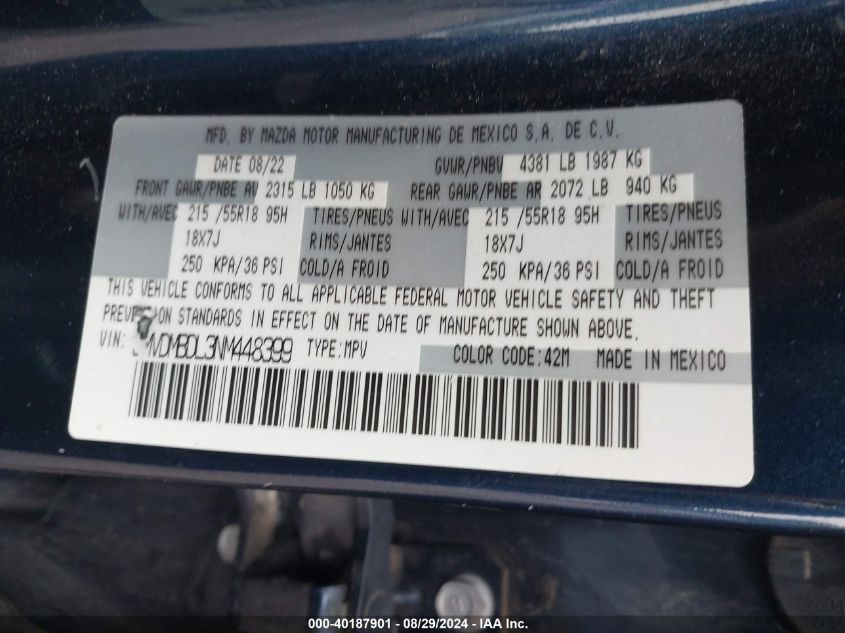 MFD. BY MAZDA MOTOR MANUFACTURING DE MEXICO S.A. DE C.V.
DATE 08/22 GVWR/PNBV 4381 LB 1987 KG
FRONT GAWR/PNBE AV 2315 LB 1050 KG REAR GAWR/PNBE AR 2072 LB 940 KG
WITH/AVEC 215 /55R18 95H TIRES/PNEUS WITH/AVEC 215 /55R18 95H TIRES/PNEUS
18X7J RIMS/JANTES 18X7J RIMS/JANTES
250 KPA/36 PSI COLD/A FROID 250 KPA/36 PSI COLD/A FROID
THIS VEHICLE CONFORMS TO ALL APPLICABLE FEDERAL MOTOR VEHICLE SAFETY AND THEFT
PREVENTION STANDARDS IN EFFECT ON THE DATE OF MANUFACTURE SHOWN ABOVE.
VIN: TYPE:MPV COLOR CODE:42M MADE IN MEXICO
000-40187901 - 08/29/2024 - IAA Inc.